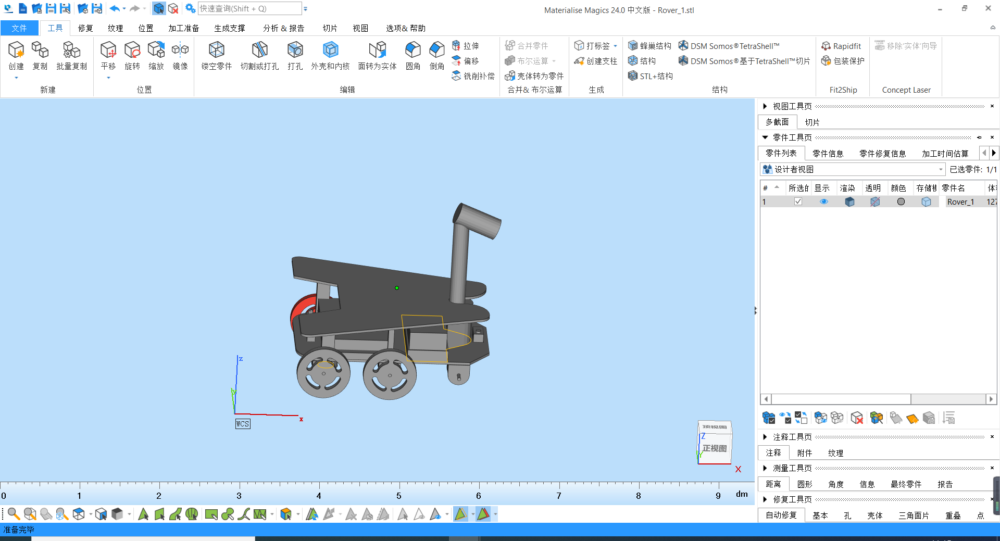 快速查询(Shift + Q)
Materialise Magics 24.0 中文版 - Rover_1.stl
文件 工具 修复 纹理 位置 加工准备 生成支撑 分析 & 报告 切片 视图 选项& 帮助
创建 复制 批量复制 平移 旋转 缩放 镜像 镂空零件 切割或打孔 打孔 外壳和内核 面转为实体 圆角 倒角
拉伸 合并零件 打标签 蜂巢结构 DSM Somos®TetraShell™ Rapidfit 移除'实体'向导
偏移 布尔运算 创建支柱 结构 DSM Somos®基于TetraShell™切片 包装保护
铣削补偿 壳体转为零件 STL+结构
新建 位置 编辑 合并& 布尔运算 生成 结构 Fit2Ship Concept Laser
视图工具页
多截面 切片
零件工具页
零件列表 零件信息 零件修复信息 加工时间估算
设计者视图 已选零件: 1/1
# 所选的 显示 渲染 透明 颜色 存储模 零件名 体
1 Rover_1 127
z
y
x
WCS
顶视图
Z
正视图
Y
X
注释工具页
注释 附件 纹理
测量工具页
距离 圆形 角度 信息 最终零件 报告
修复工具页
自动修复 基本 孔 壳体 三角面片 重叠 点
0 1 2 3 4 5 6 7 8 9 dm
准备完毕